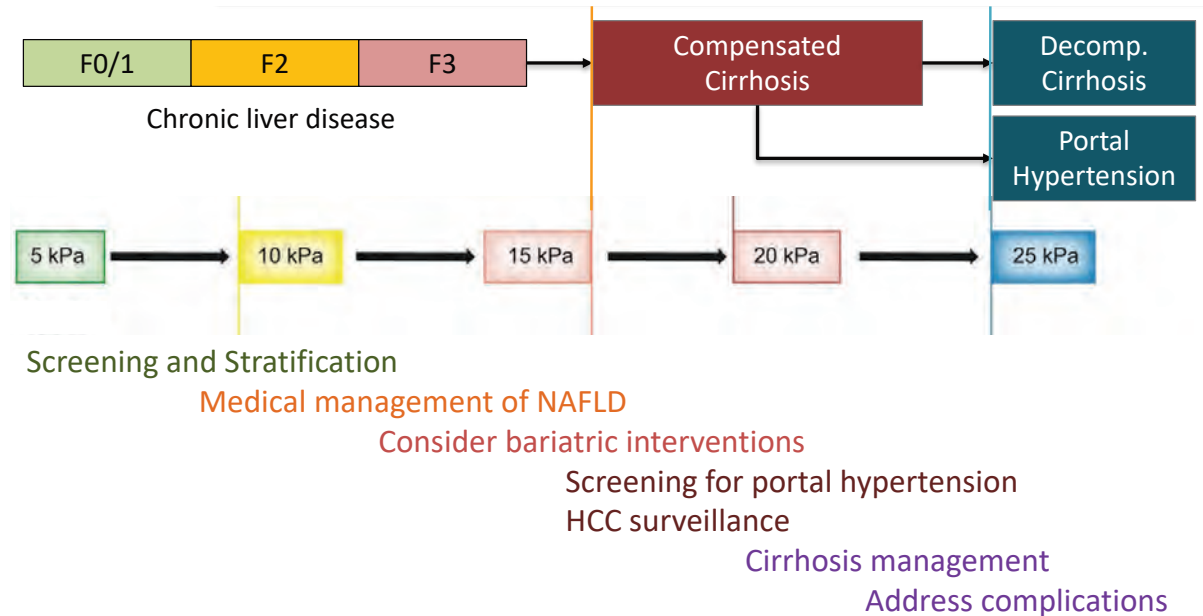 F0/1
F2
F3
Compensated
Cirrhosis
Decomp.
Cirrhosis
Chronic liver disease
Portal
Hypertension
5 kPa
10 kPa
15 kPa
20 kPa
25 kPa
Screening and Stratification
Medical management of NAFLD
Consider bariatric interventions
Screening for portal hypertension
HCC surveillance
Cirrhosis management
Address complications